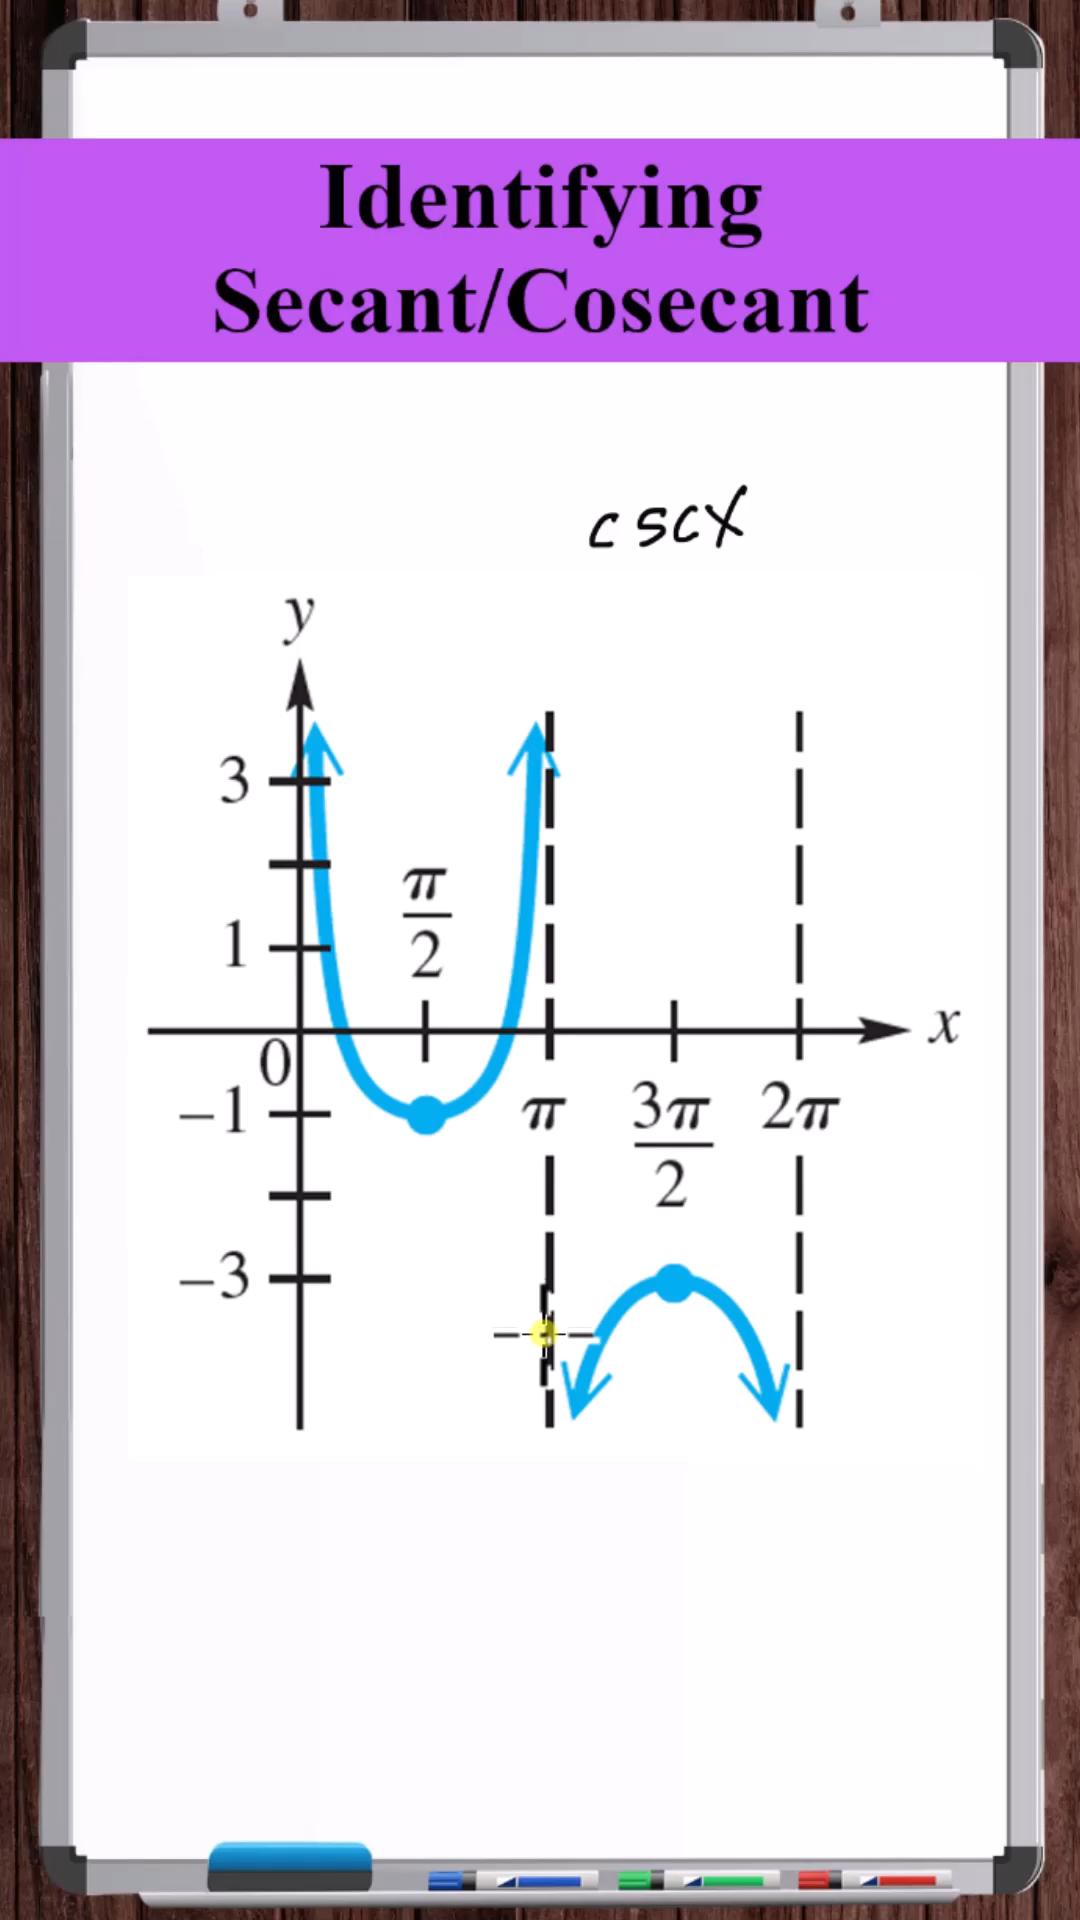 Identifying
Secant/Cosecant
cscx
y
3
π/2
1
x
0
−1
π
3π/2
2π
−3